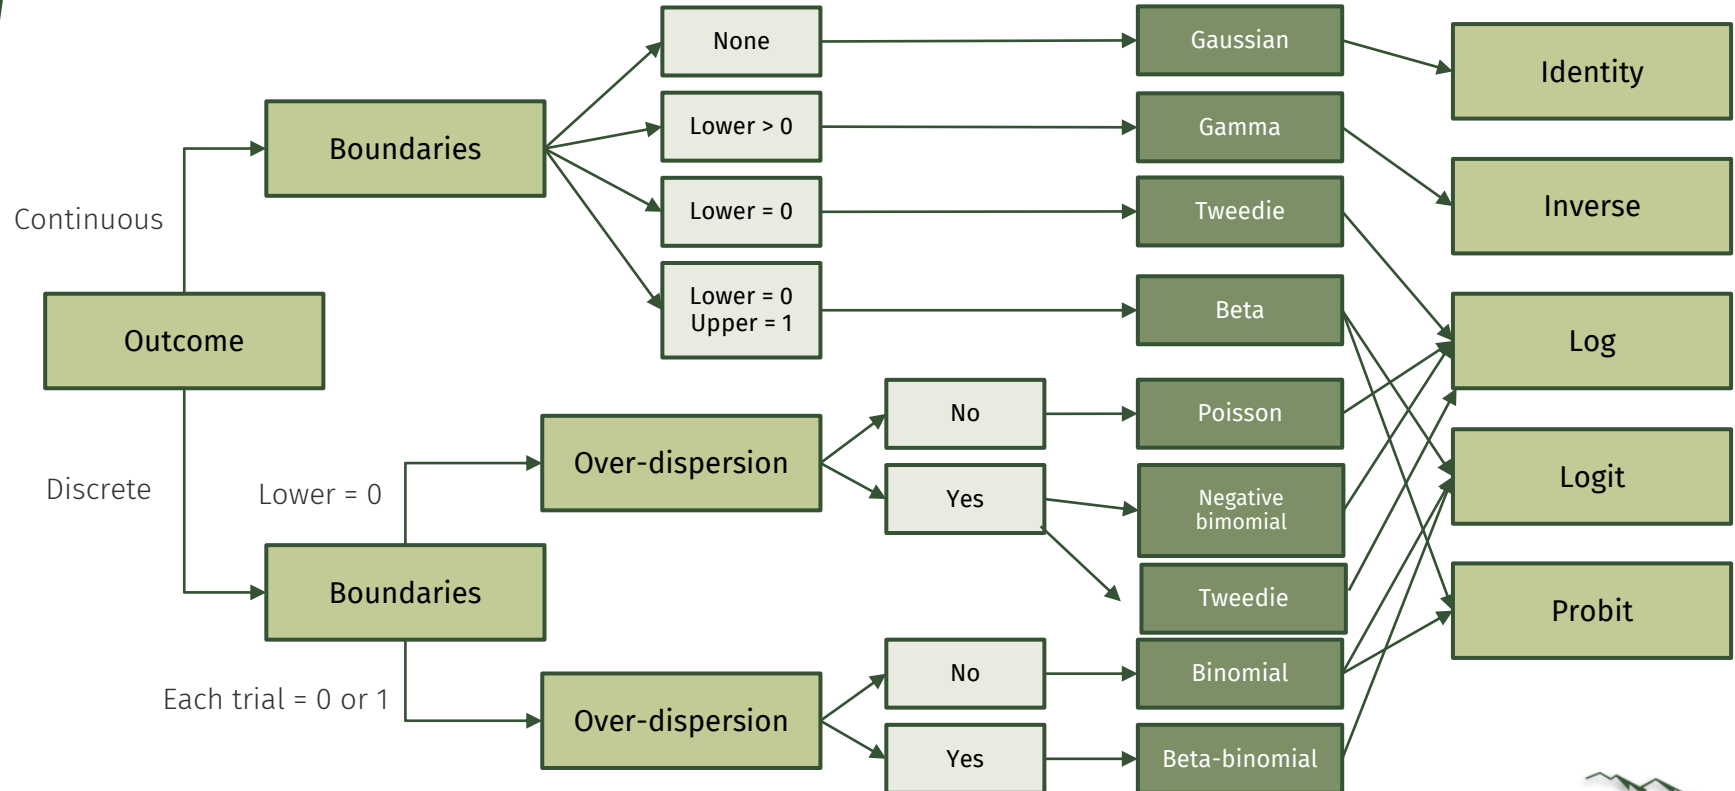 None
Gaussian
Identity
Boundaries
Lower > 0
Gamma
Inverse
Continuous
Lower = 0
Tweedie
Lower = 0
Upper = 1
Beta
Outcome
Log
No
Poisson
Over-dispersion
Discrete
Lower = 0
Yes
Negative
bimomial
Logit
Boundaries
Tweedie
Probit
Each trial = 0 or 1
Over-dispersion
No
Binomial
Yes
Beta-binomial